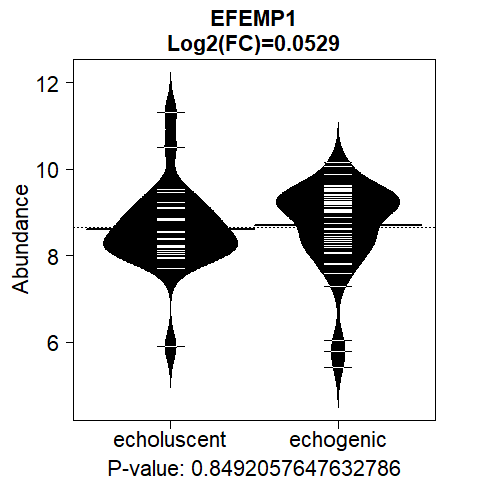 EFEMP1
Log2(FC)=0.0529
Abundance
12
10
8
6
echoluscent echogenic
P-value: 0.8492057647632786